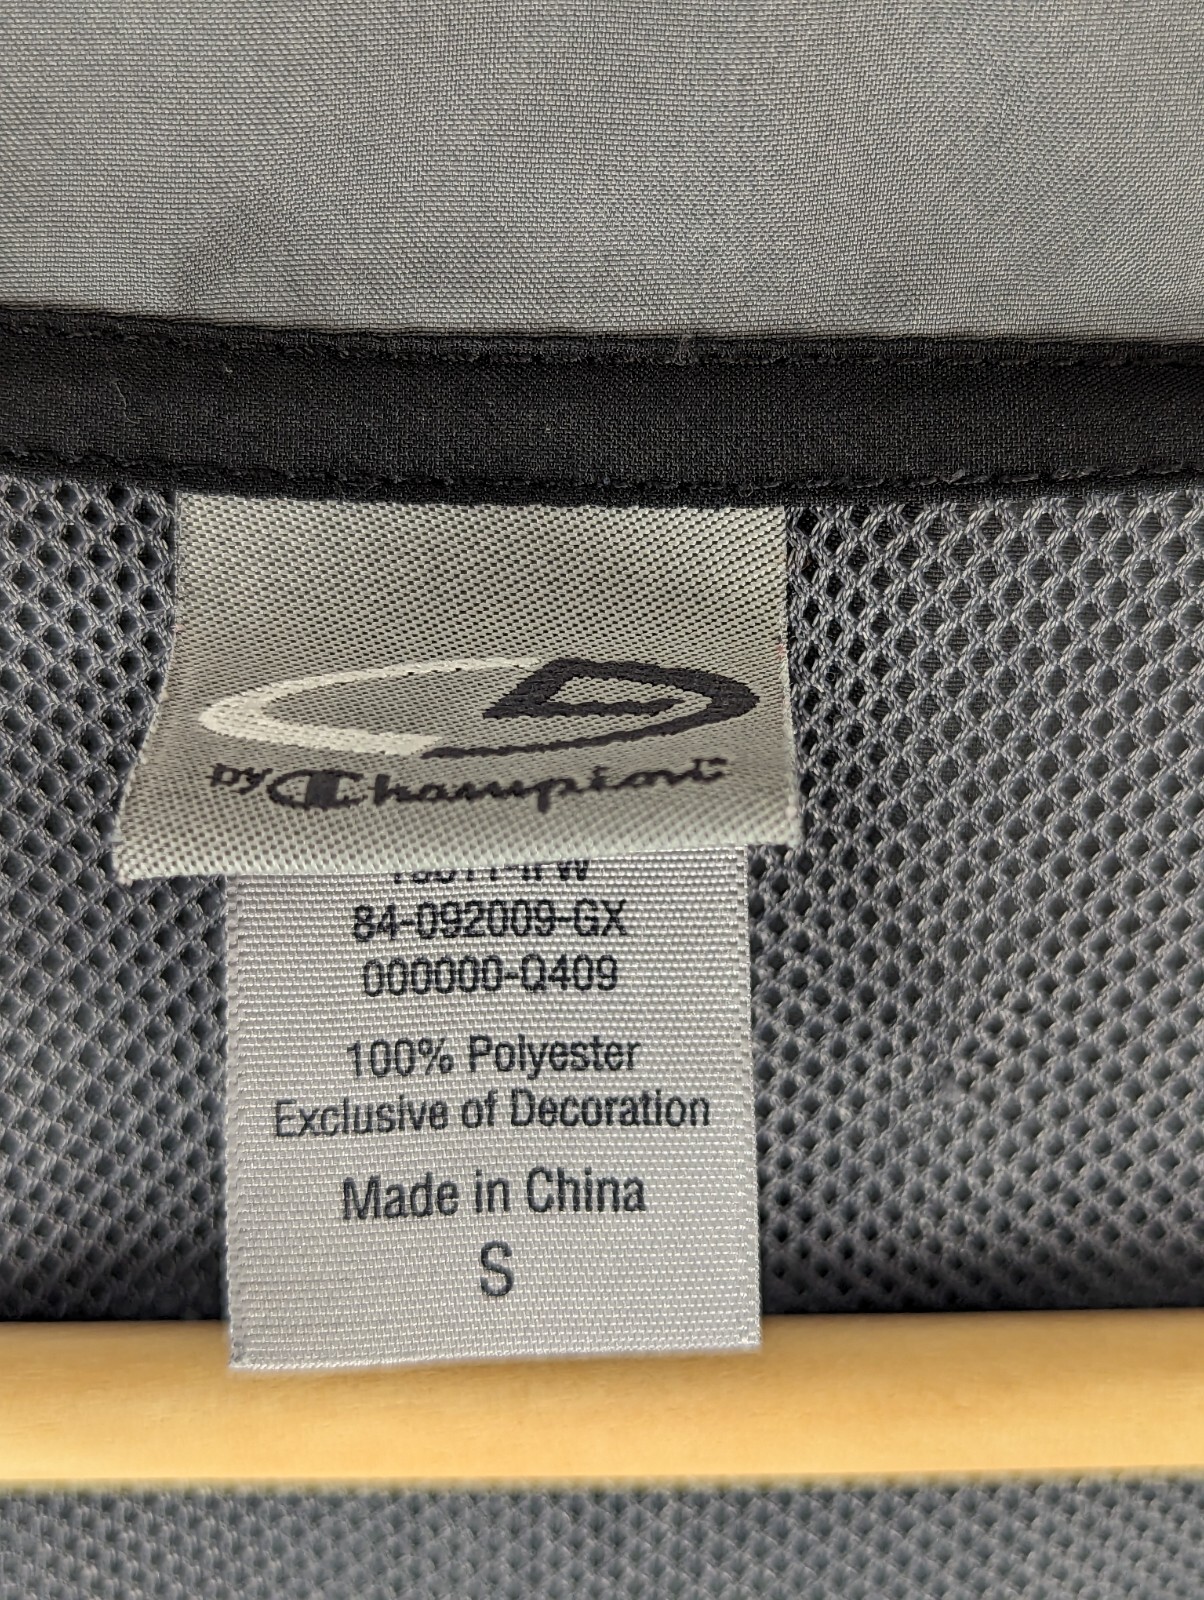 by Champion
84-092009-GX
000000-Q409
100% Polyester
Exclusive of Decoration
Made in China
S